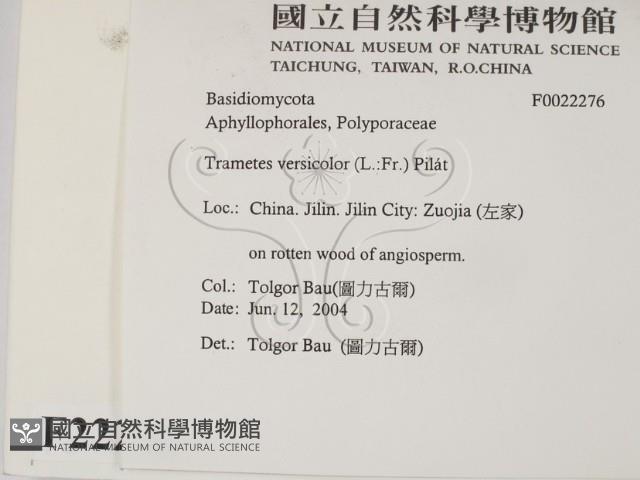 國立自然科學博物館
NATIONAL MUSEUM OF NATURAL SCIENCE
TAICHUNG, TAIWAN, R.O.CHINA
Basidiomycota F0022276
Aphyllophorales, Polyporaceae
Trametes versicolor (L.:Fr.) Pilát
Loc.: China. Jilin. Jilin City: Zuojia (左家)
on rotten wood of angiosperm.
Col.: Tolgor Bau(圖力古爾)
Date: Jun. 12, 2004
Det.: Tolgor Bau (圖力古爾)
國立自然科學博物館
NATIONAL MUSEUM OF NATURAL SCIENCE